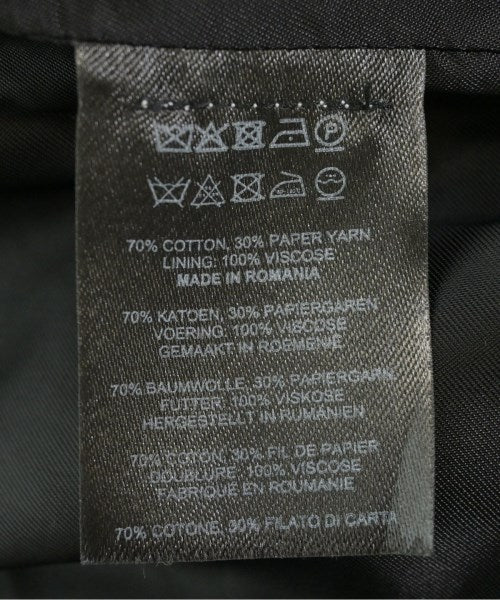 70% COTTON, 30% PAPER YARN
LINING: 100% VISCOSE
MADE IN ROMANIA
70% KATOEN, 30% PAPIERGAREN
VOERING: 100% VISCOSE
GEMAAKT IN ROEMENIE
70% BAUMWOLLE, 30% PAPIERGARN
FUTTER: 100% VISKOSE
HERGESTELLT IN RUMANIEN
70% COTON, 30% FIL DE PAPIER
DOUBLURE, 100% VISCOSE
FABRIQUE EN ROUMANIE
70% COTONE, 30% FILATO DI CARTA